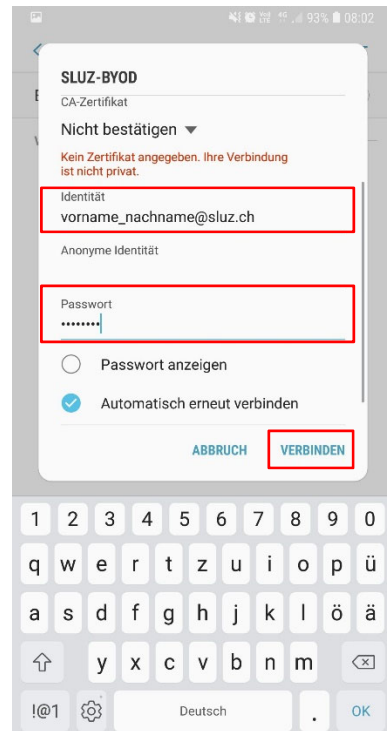 4G .ıl 93% 08:02
SLUZ-BYOD
CA-Zertifikat
Nicht bestätigen
Kein Zertifikat angegeben. Ihre Verbindung
ist nicht privat.
Identität
vorname_nachname@sluz.ch
Anonyme Identität
Passwort
••••••••
Passwort anzeigen
Automatisch erneut verbinden
ABBRUCH VERBINDEN
1 2 3 4 5 6 7 8 9 0
q w e r t z u i o p ü
a s d f g h j k l ö ä
y x c v b n m
!@1 Deutsch . OK